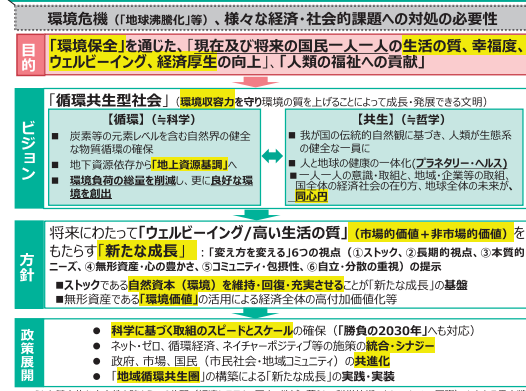 環境危機（「地球沸騰化」等）、様々な経済・社会的課題への対処の必要性
目的
「環境保全」を通じた、「現在及び将来の国民一人一人の生活の質、幸福度、
ウェルビーイング、経済厚生の向上」、「人類の福祉への貢献」
ビジョン
「循環共生型社会」（環境収容力を守り環境の質を上げることによって成長・発展できる文明）
【循環】（≒科学）
■ 炭素等の元素レベルを含む自然界の健全
な物質循環の確保
■ 地下資源依存から「地上資源基調」へ
■ 環境負荷の総量を削減し、更に良好な環
境を創出
【共生】（≒哲学）
■ 我が国の伝統的自然観に基づき、人類が生態系
の健全な一員に
■ 人と地球の健康の一体化(プラネタリー・ヘルス)
■ 一人一人の意識・取組と、地域・企業等の取組、
国全体の経済社会の在り方、地球全体の未来が、
同心円
方針
将来にわたって「ウェルビーイング/高い生活の質」（市場的価値＋非市場的価値）を
もたらす「新たな成長」：「変え方を変える」6つの視点（①ストック、②長期的視点、③本質的
ニーズ、④無形資産・心の豊かさ、⑤コミュニティ・包摂性、⑥自立・分散の重視）の提示
■ストックである自然資本（環境）を維持・回復・充実させることが「新たな成長」の基盤
■無形資産である「環境価値」の活用による経済全体の高付加価値化等
政策展開
● 科学に基づく取組のスピードとスケールの確保（「勝負の2030年」へも対応）
● ネット・ゼロ、循環経済、ネイチャーポジティブ等の施策の統合・シナジー
● 政府、市場、国民（市民社会・地域コミュニティ）の共進化
● 「地域循環共生圏」の構築による「新たな成長」の実践・実装